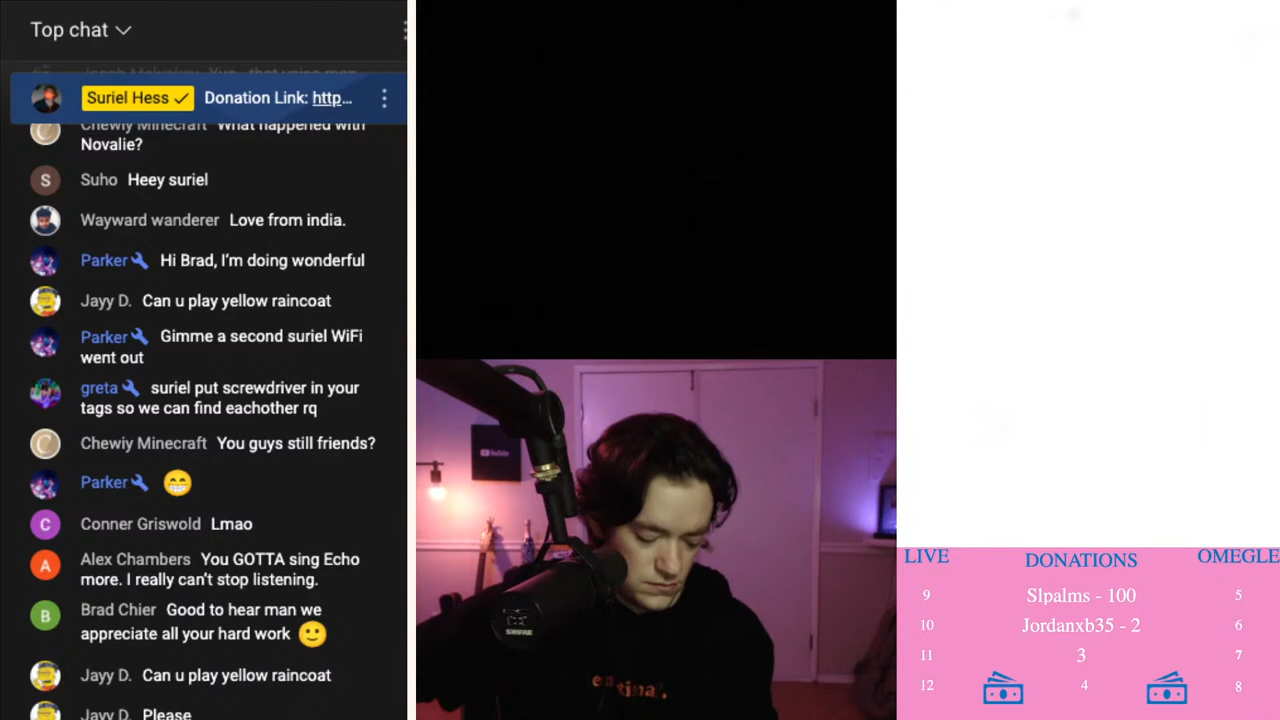 Top chat
Suriel Hess Donation Link: http...
Chewiy Minecraft What happened with
Novalie?
Suho Heey suriel
Wayward wanderer Love from india.
Parker Hi Brad, I'm doing wonderful
Jayy D. Can u play yellow raincoat
Parker Gimme a second suriel WiFi
went out
greta suriel put screwdriver in your
tags so we can find eachother rq
Chewiy Minecraft You guys still friends?
Parker
Conner Griswold Lmao
Alex Chambers You GOTTA sing Echo
more. I really can't stop listening.
Brad Chier Good to hear man we
appreciate all your hard work
Jayy D. Can u play yellow raincoat
Jayy D. Please
S
C
C
A
B
YouTube
SHURE
LIVE DONATIONS OMEGLE
9 Slpalms - 100 5
10 Jordanxb35 - 2 6
11 3 7
12 4 8